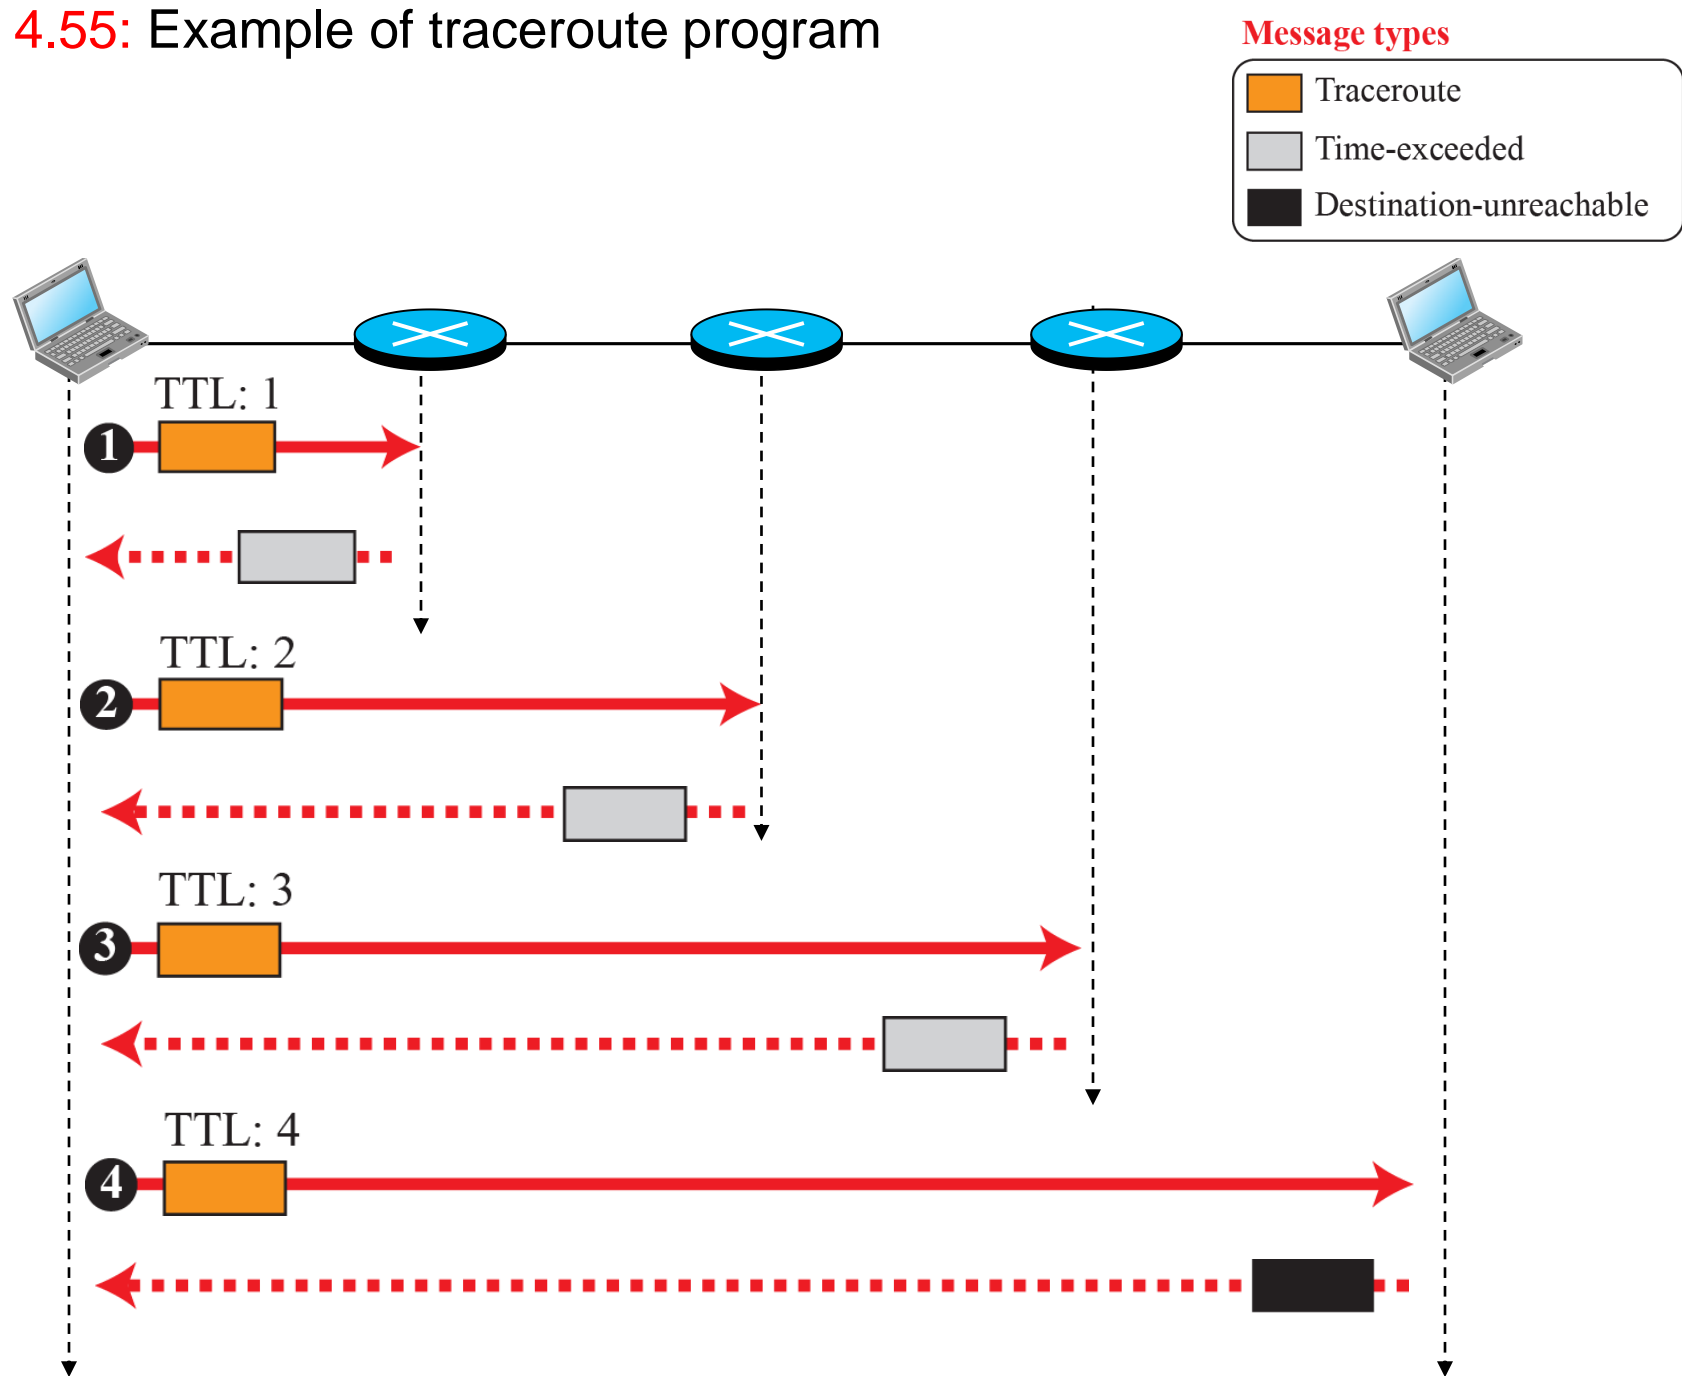 4.55: Example of traceroute program
Message types
Traceroute
Time-exceeded
Destination-unreachable
TTL: 1
1
TTL: 2
2
TTL: 3
3
TTL: 4
4